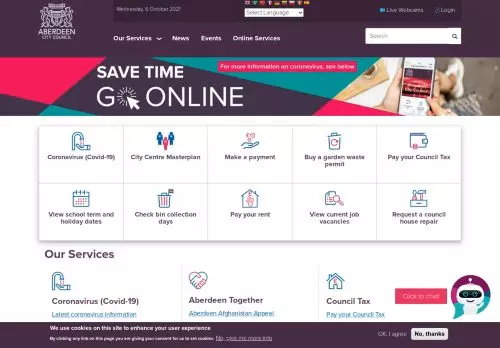 Wednesday, 6 October 2021
Select Language
Live Webcams
Login
ABERDEEN
CITY COUNCIL
Our Services
News
Events
Online Services
Search
SAVE TIME
GO ONLINE
For more information on coronavirus, see below
Coronavirus (Covid-19)
City Centre Masterplan
Make a payment
Buy a garden waste
permit
Pay your Council Tax
View school term and
holiday dates
Check bin collection
days
Pay your rent
View current job
vacancies
Request a council
house repair
Our Services
Coronavirus (Covid-19)
Latest coronavirus information
Aberdeen Together
Aberdeen Afghanistan Appeal
Council Tax
Pay your Council Tax
Click to chat!
We use cookies on this site to enhance your user experience
By clicking any link on this page you are giving your consent for us to set cookies. No, give me more info
OK, I agree
No, thanks